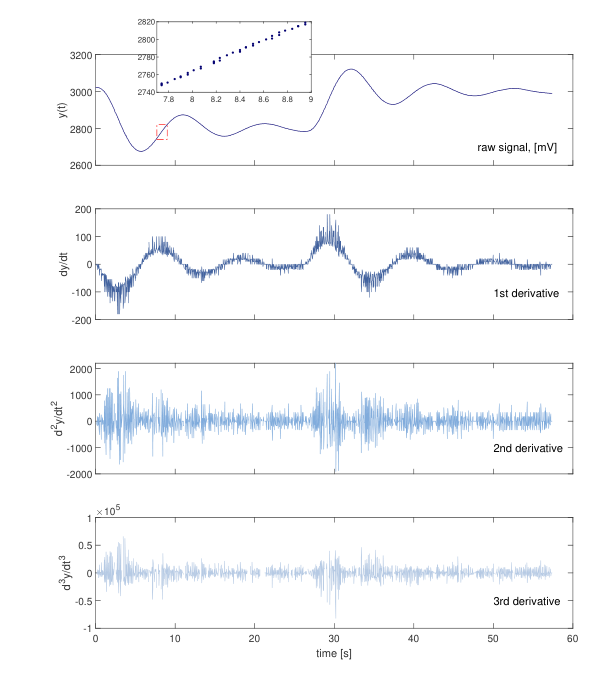 2820
2800
2780
2760
2740
7.8 8 8.2 8.4 8.6 8.8 9
3200
3000
2800
2600
y(t)
raw signal, [mV]
200
100
0
-100
-200
dy/dt
1st derivative
2000
1000
0
-1000
-2000
d²y/dt²
2nd derivative
×10⁵
1
0.5
0
-0.5
-1
d³y/dt³
3rd derivative
0 10 20 30 40 50 60
time [s]